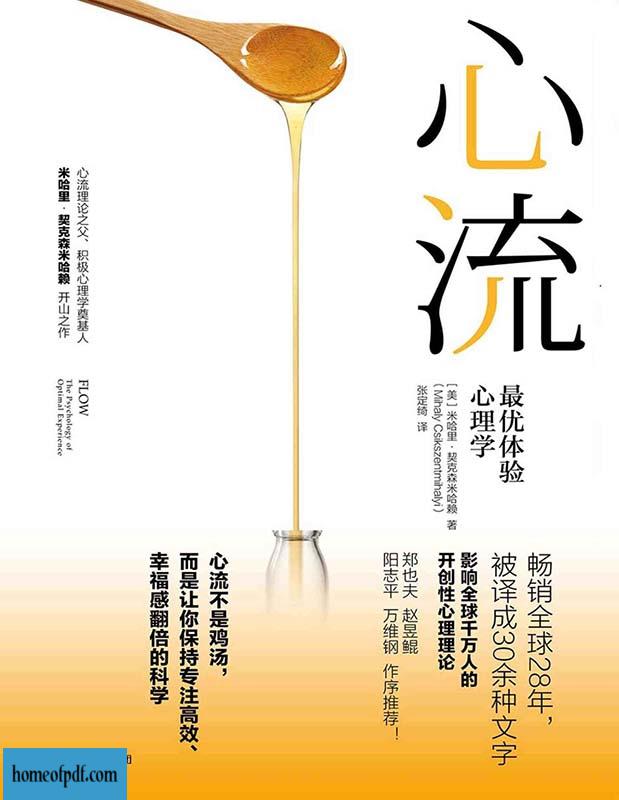 心流
最优体验
心理学
[美]米哈里·契克森米哈赖 著
(Mihaly Csikszentmihalyi)
张定绮 译
心流理论之父、积极心理学奠基人
米哈里·契克森米哈赖 开山之作
FLOW
The Psychology of
Optimal Experience
畅销全球28年，
被译成30余种文字
影响全球千万人的
开创性心理理论
郑也夫 赵昱鲲
阳志平 万维钢 作序推荐！
心流不是鸡汤，
而是让你保持专注高效、
幸福感翻倍的科学
homeofpdf.com